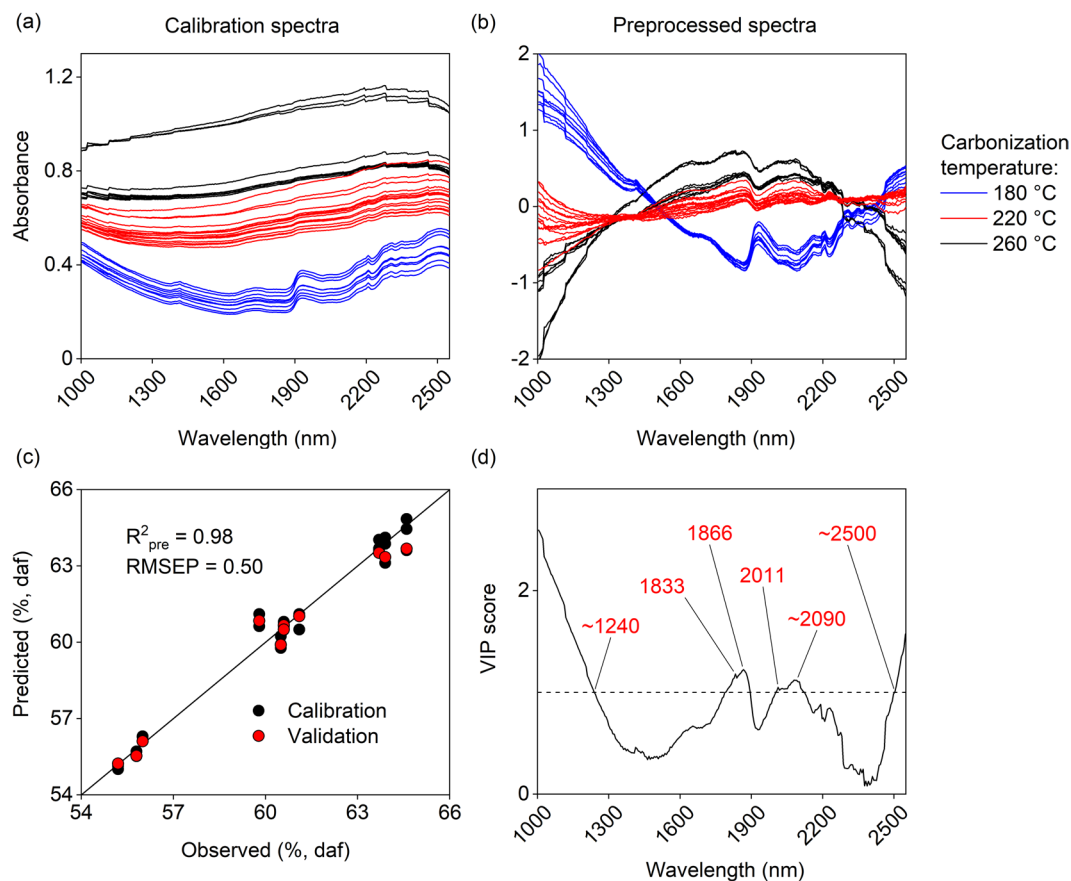 (a)
Calibration spectra
(b)
Preprocessed spectra
1.2
0.8
0.4
0
Absorbance
1000
1300
1600
1900
2200
2500
Wavelength (nm)
2
1
0
-1
-2
1000
1300
1600
1900
2200
2500
Wavelength (nm)
Carbonization
temperature:
180 °C
220 °C
260 °C
(c)
66
63
60
57
54
Predicted (%, daf)
R²pre = 0.98
RMSEP = 0.50
Calibration
Validation
54
57
60
63
66
Observed (%, daf)
(d)
2
1
0
VIP score
~1240
1833
1866
2011
~2090
~2500
1000
1300
1600
1900
2200
2500
Wavelength (nm)